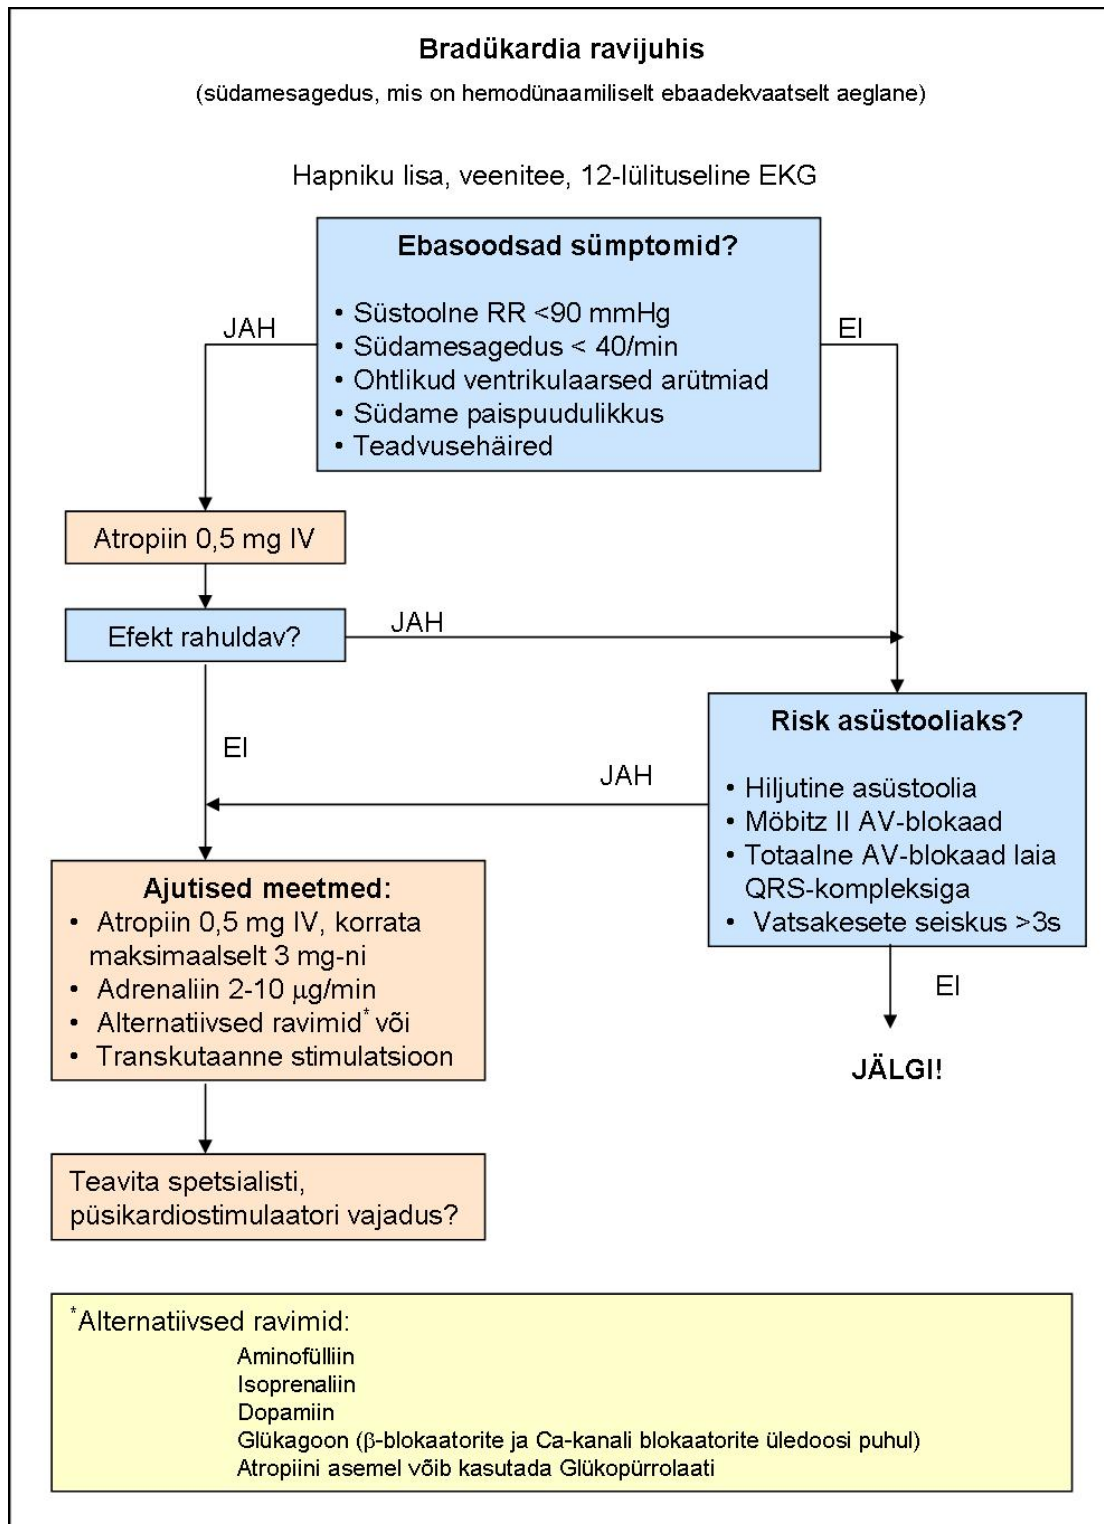 Bradükardia ravijuhis
(südamesagedus, mis on hemodünaamiliselt ebaadekvaatselt aeglane)
Hapniku lisa, veenitee, 12-lülituseline EKG
Ebasoodsad sümptomid?
• Süstoolne RR <90 mmHg
• Südamesagedus < 40/min
• Ohtlikud ventrikulaarsed arütmiad
• Südame paispuudulikkus
• Teadvusehäired
JAH
EI
Atropiin 0,5 mg IV
Efekt rahuldav?
JAH
EI
Risk asüstooliaks?
• Hiljutine asüstoolia
• Möbitz II AV-blokaad
• Totaalne AV-blokaad laia
QRS-kompleksiga
• Vatsakesete seiskus >3s
JAH
EI
JÄLGI!
Ajutised meetmed:
• Atropiin 0,5 mg IV, korrata
maksimaalselt 3 mg-ni
• Adrenaliin 2-10 μg/min
• Alternatiivsed ravimid* või
• Transkutaanne stimulatsioon
Teavita spetsialisti,
püsikardiostimulaatori vajadus?
*Alternatiivsed ravimid:
Aminofülliin
Isoprenaliin
Dopamiin
Glükagoon (β-blokaatorite ja Ca-kanali blokaatorite üledoosi puhul)
Atropiini asemel võib kasutada Glükopürrolaati